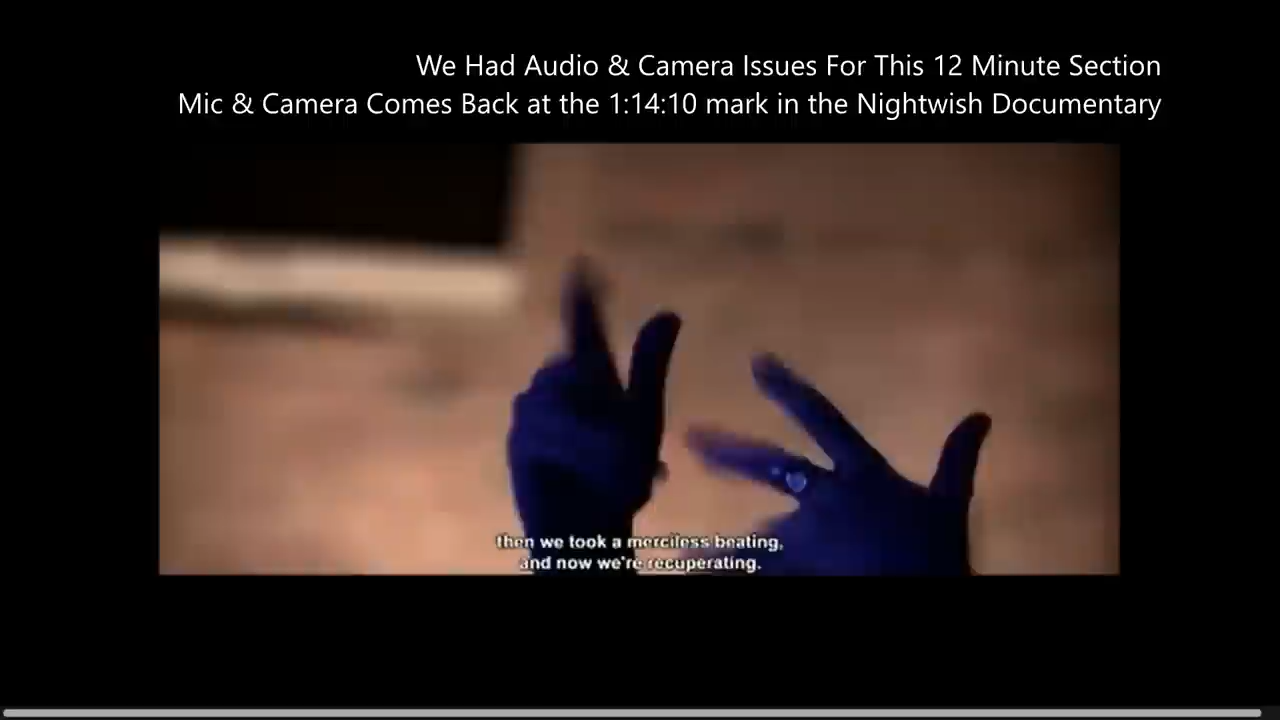 We Had Audio & Camera Issues For This 12 Minute Section
Mic & Camera Comes Back at the 1:14:10 mark in the Nightwish Documentary
then we took a merciless beating,
and now we're recuperating.